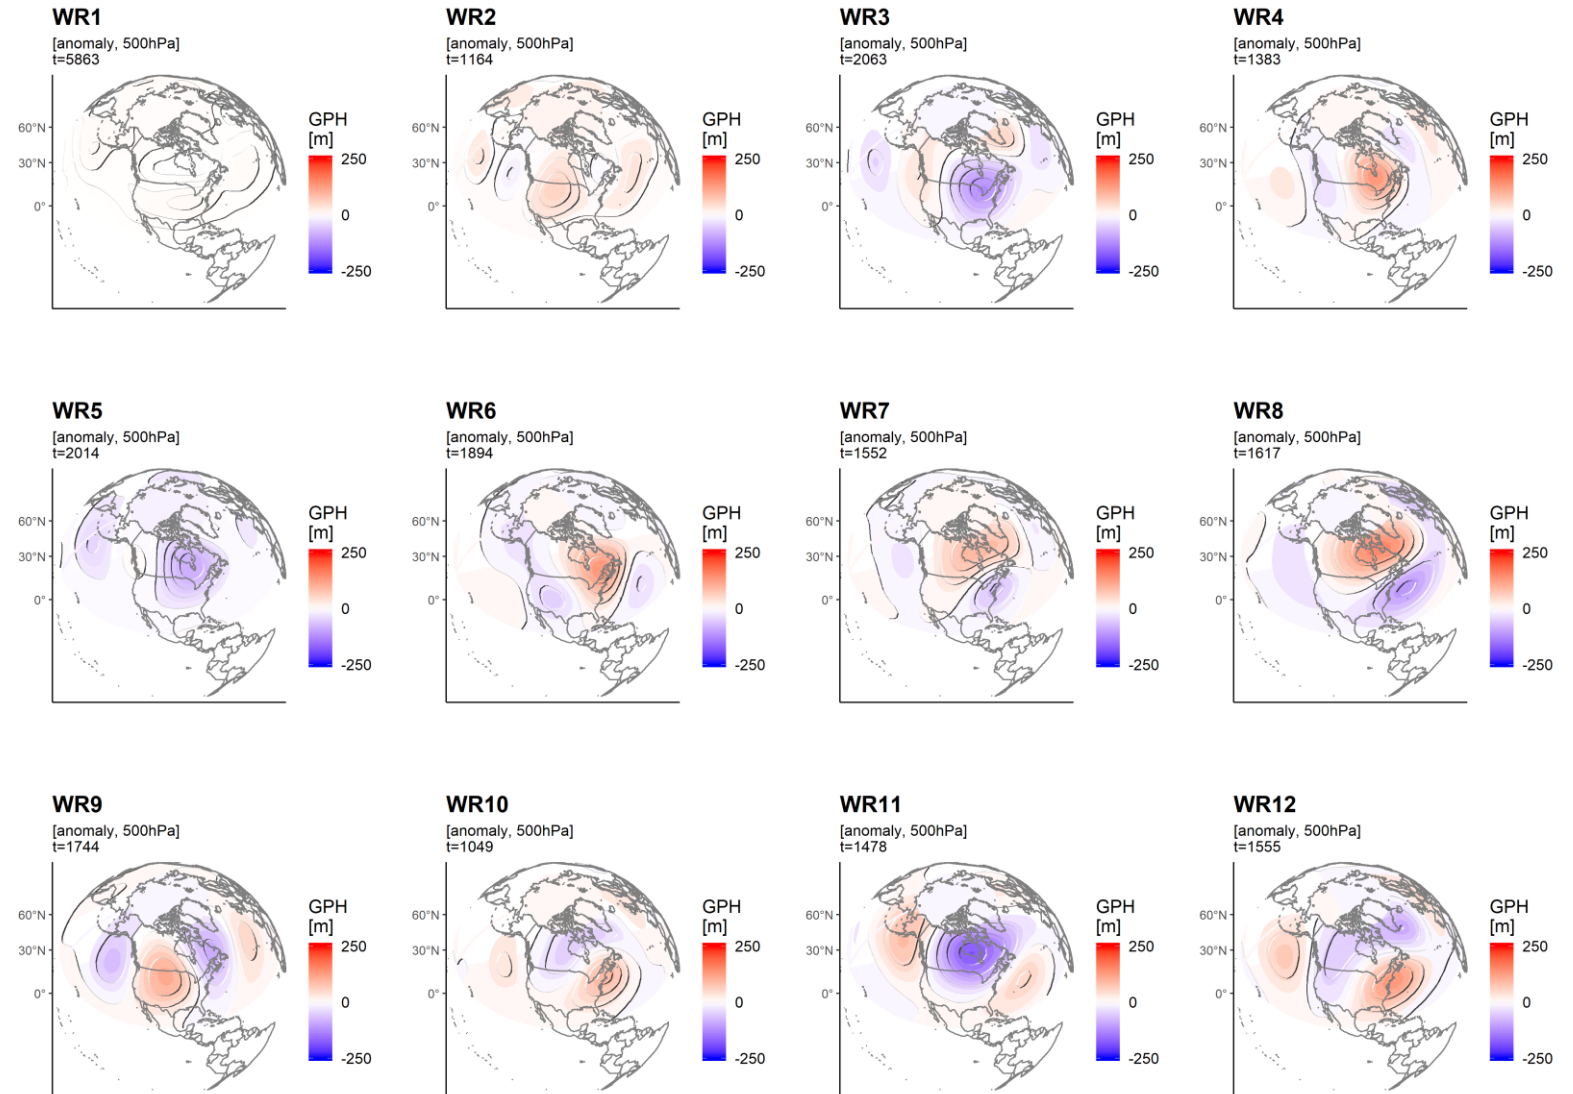 WR1
[anomaly, 500hPa]
t=5863
60°N
30°N
0°
GPH
[m]
250
0
-250
WR2
[anomaly, 500hPa]
t=1164
60°N
30°N
0°
GPH
[m]
250
0
-250
WR3
[anomaly, 500hPa]
t=2063
60°N
30°N
0°
GPH
[m]
250
0
-250
WR4
[anomaly, 500hPa]
t=1383
60°N
30°N
0°
GPH
[m]
250
0
-250
WR5
[anomaly, 500hPa]
t=2014
60°N
30°N
0°
GPH
[m]
250
0
-250
WR6
[anomaly, 500hPa]
t=1894
60°N
30°N
0°
GPH
[m]
250
0
-250
WR7
[anomaly, 500hPa]
t=1552
60°N
30°N
0°
GPH
[m]
250
0
-250
WR8
[anomaly, 500hPa]
t=1617
60°N
30°N
0°
GPH
[m]
250
0
-250
WR9
[anomaly, 500hPa]
t=1744
60°N
30°N
0°
GPH
[m]
250
0
-250
WR10
[anomaly, 500hPa]
t=1049
60°N
30°N
0°
GPH
[m]
250
0
-250
WR11
[anomaly, 500hPa]
t=1478
60°N
30°N
0°
GPH
[m]
250
0
-250
WR12
[anomaly, 500hPa]
t=1555
60°N
30°N
0°
GPH
[m]
250
0
-250